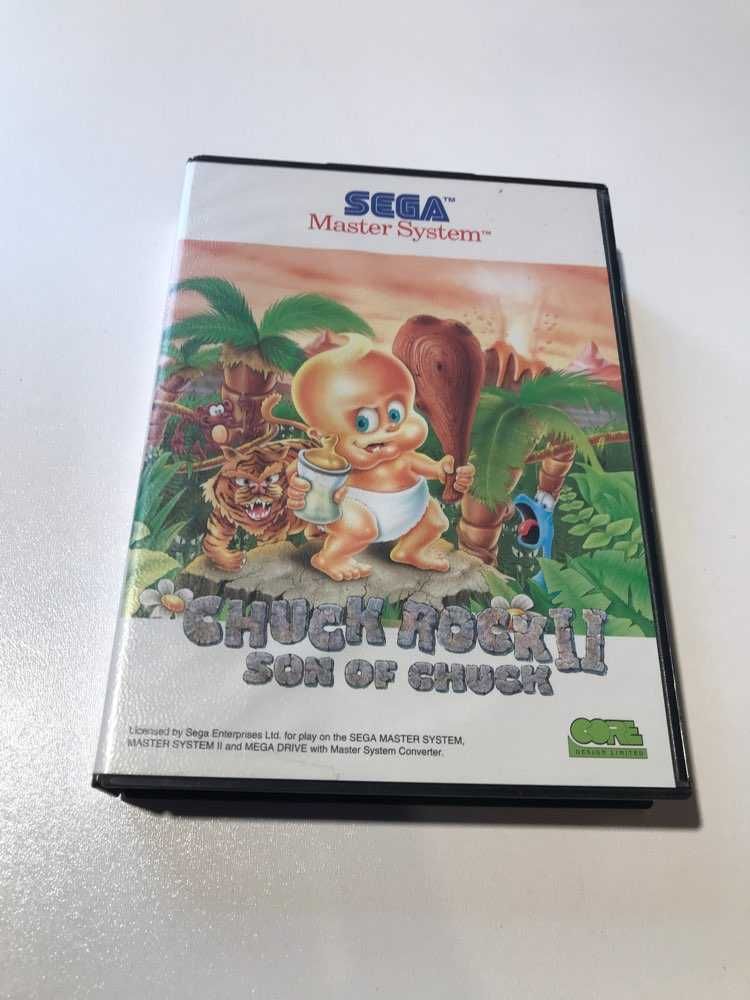 SEGA™
Master System™
CHUCK ROCK II
SON OF CHUCK
Licensed by Sega Enterprises Ltd. for play on the SEGA MASTER SYSTEM,
MASTER SYSTEM II and MEGA DRIVE with Master System Converter.
CORE
DESIGN LIMITED